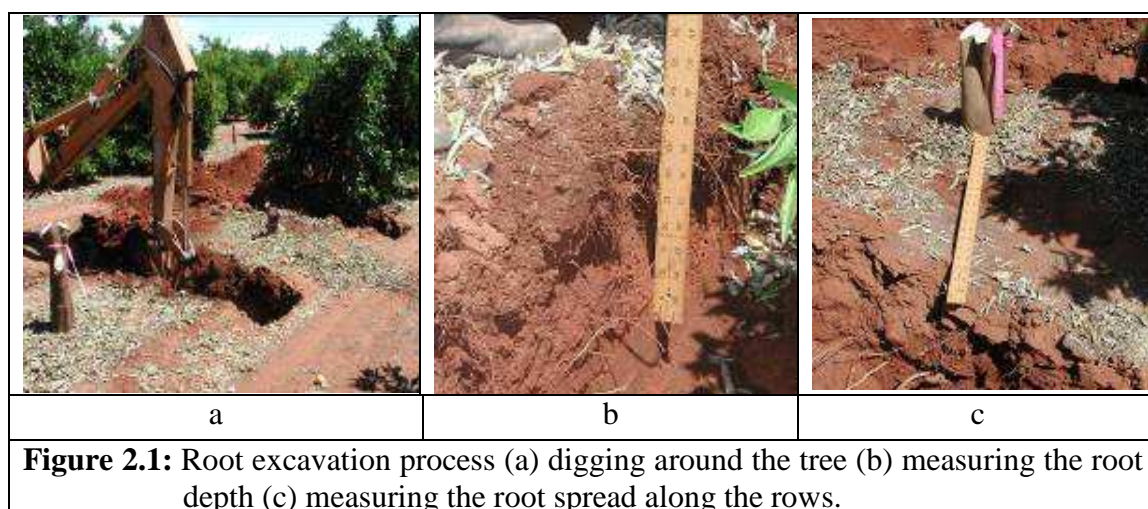 a
b
c
Figure 2.1: Root excavation process (a) digging around the tree (b) measuring the root
depth (c) measuring the root spread along the rows.